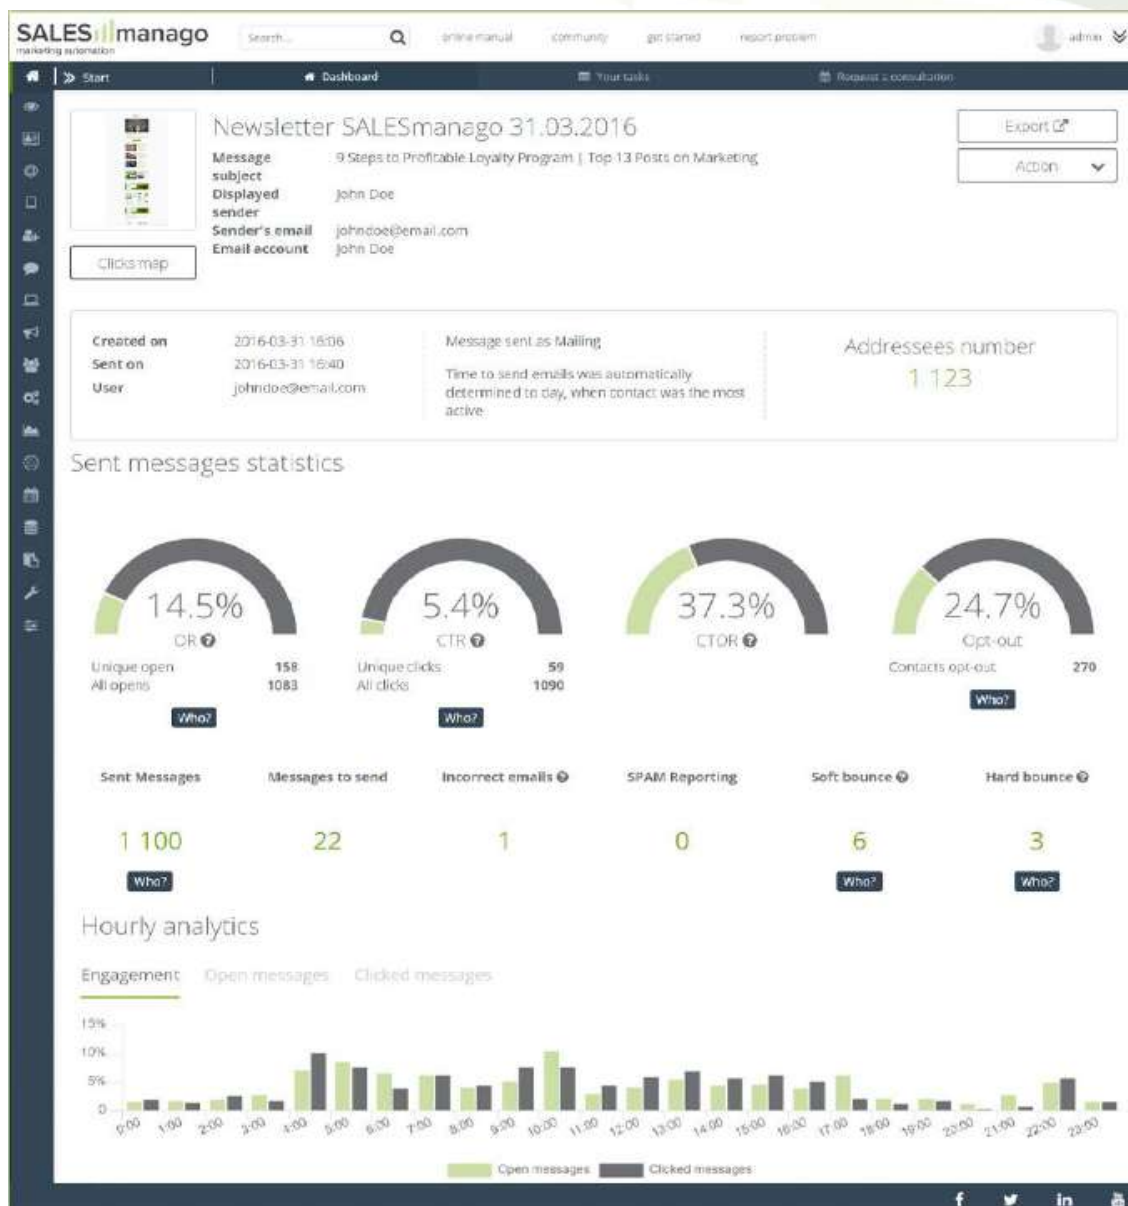 SALESmanago
marketing automation
Search...
online manual
community
get started
report problem
admin
Start
Dashboard
Your tasks
Request a consultation
Newsletter SALESmanago 31.03.2016
Message subject
9 Steps to Profitable Loyalty Program | Top 13 Posts on Marketing
Displayed sender
John Doe
Sender's email
johndoe@email.com
Email account
John Doe
Export
Action
Clicks map
Created on 2016-03-31 16:06
Sent on 2016-03-31 16:40
User johndoe@email.com
Message sent as Mailing
Time to send emails was automatically
determined to day, when contact was the most
active
Addressees number
1 123
Sent messages statistics
14.5%
OR
Unique open 158
All opens 1083
Who?
5.4%
CTR
Unique clicks 59
All clicks 1090
Who?
37.3%
CTOR
24.7%
Opt-out
Contacts opt-out 270
Who?
Sent Messages
Messages to send
Incorrect emails
SPAM Reporting
Soft bounce
Hard bounce
1 100
22
1
0
6
3
Who?
Who?
Who?
Hourly analytics
Engagement Open messages Clicked messages
15%
10%
5%
0
0:00 1:00 2:00 3:00 4:00 5:00 6:00 7:00 8:00 9:00 10:00 11:00 12:00 13:00 14:00 15:00 16:00 17:00 18:00 19:00 20:00 21:00 22:00 23:00
Open messages Clicked messages